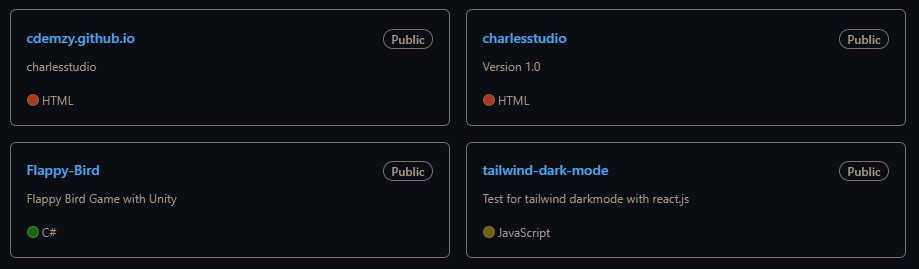 cdemzy.github.io Public
charlesstudio
HTML
charlesstudio Public
Version 1.0
HTML
Flappy-Bird Public
Flappy Bird Game with Unity
C#
tailwind-dark-mode Public
Test for tailwind darkmode with react.js
JavaScript